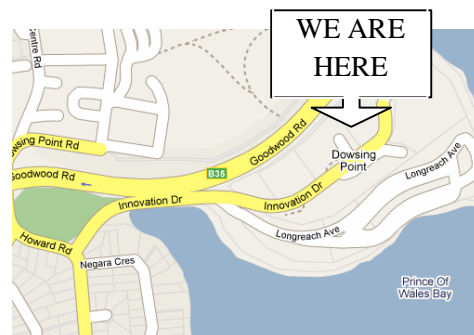 WE ARE
HERE
Centre Rd
Goodwood Rd
Dowsing Point Rd
B35
Goodwood Rd
Dowsing
Point
Longreach Ave
Innovation Dr
Innovation Dr
Longreach Ave
Howard Rd
Negara Cres
Prince Of
Wales Bay